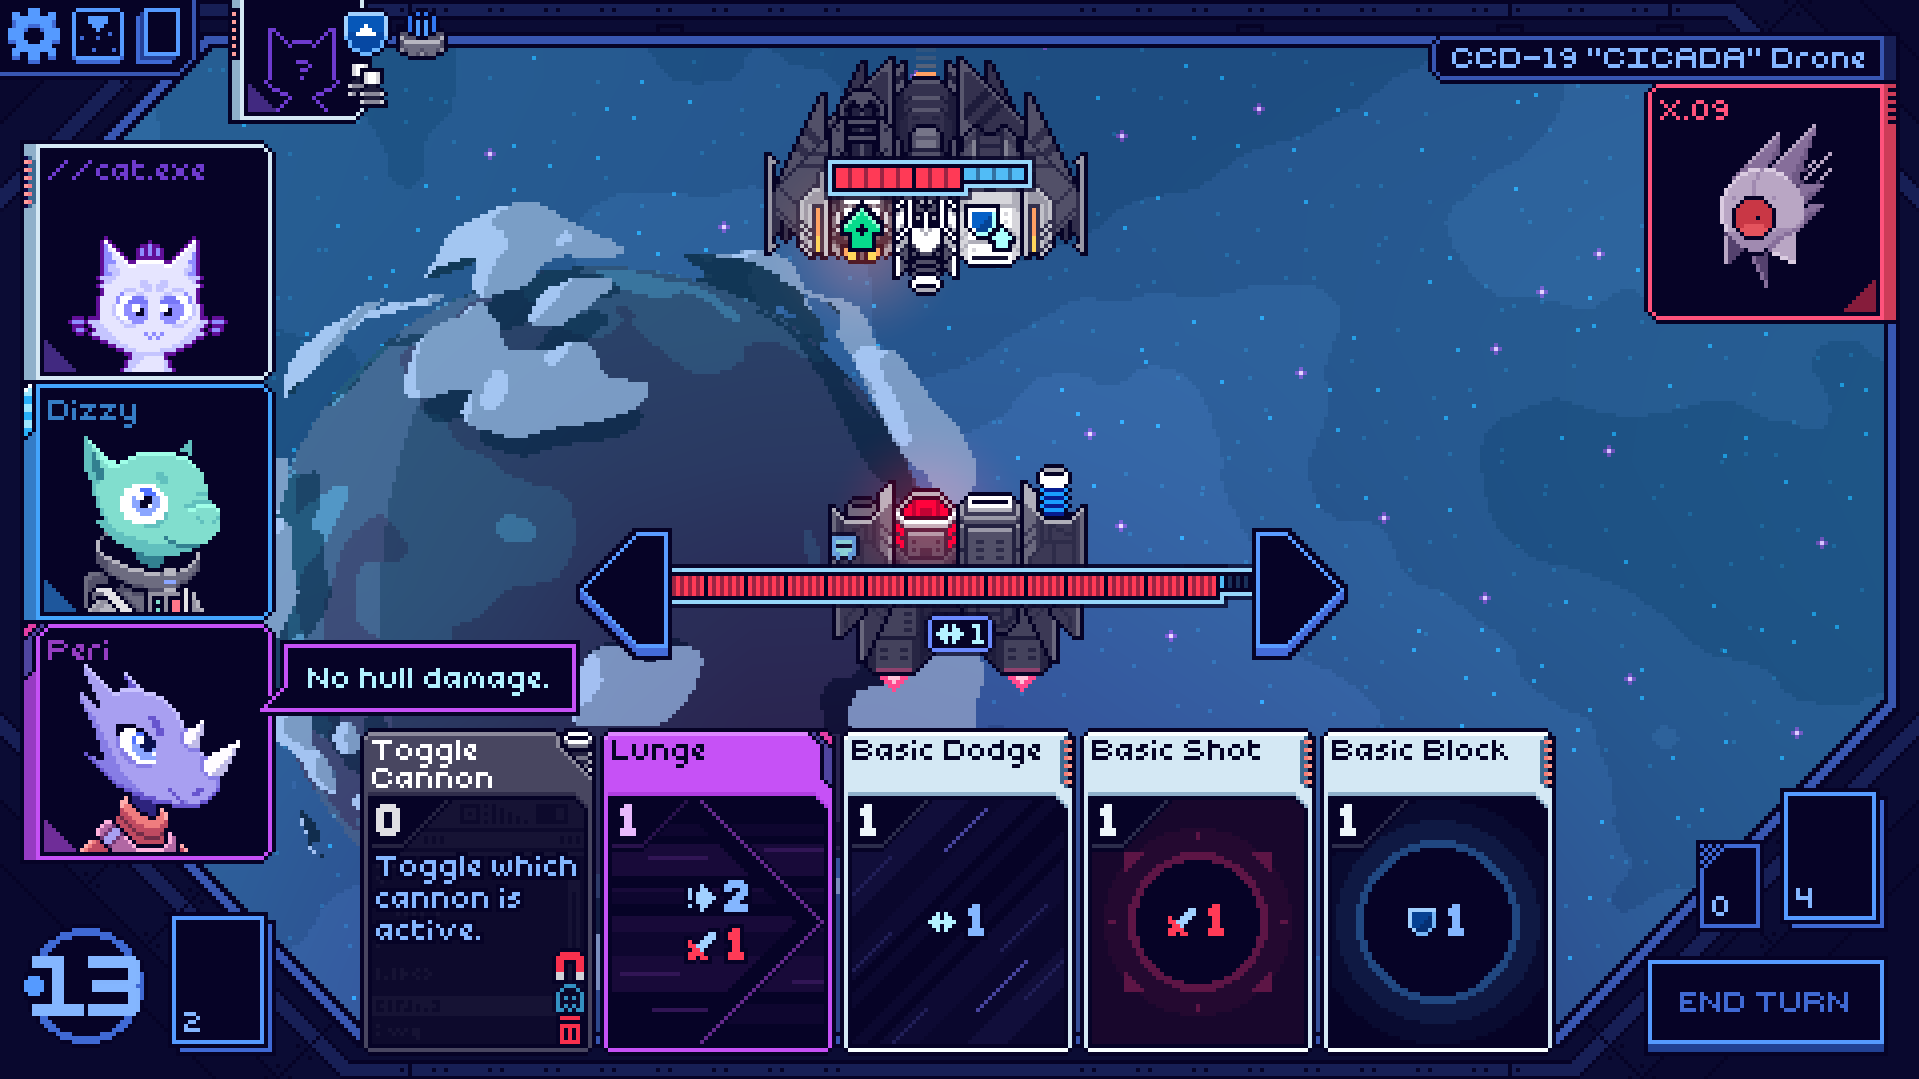 ?
CCD-19 "CICADA" Drone
X.09
//cat.exe
Dizzy
Peri
No hull damage.
1
Toggle
Cannon
0
Toggle which
cannon is
active.
Lunge
1
!2
1
Basic Dodge
1
1
Basic Shot
1
1
Basic Block
1
1
13
2
0
4
END TURN